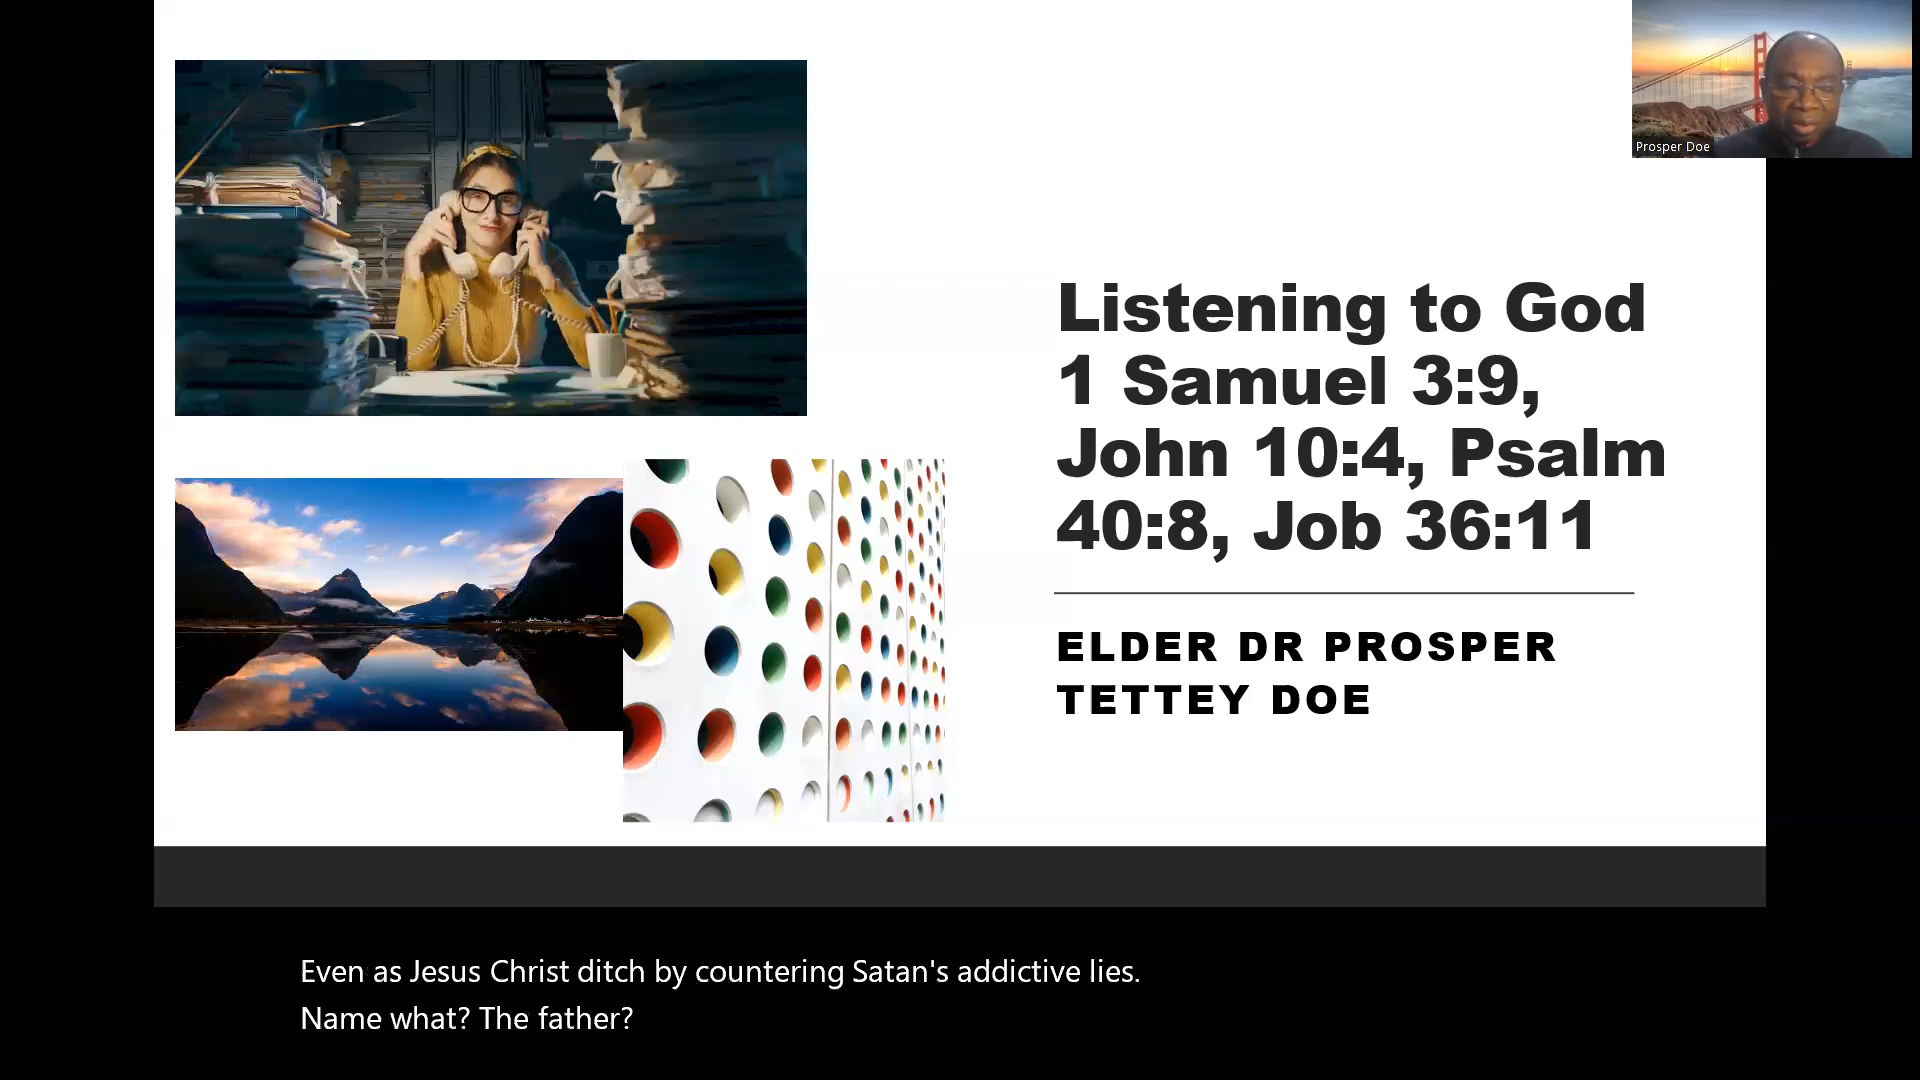 Prosper Doe
Listening to God
1 Samuel 3:9,
John 10:4, Psalm
40:8, Job 36:11
ELDER DR PROSPER
TETTEY DOE
Even as Jesus Christ ditch by countering Satan's addictive lies.
Name what? The father?